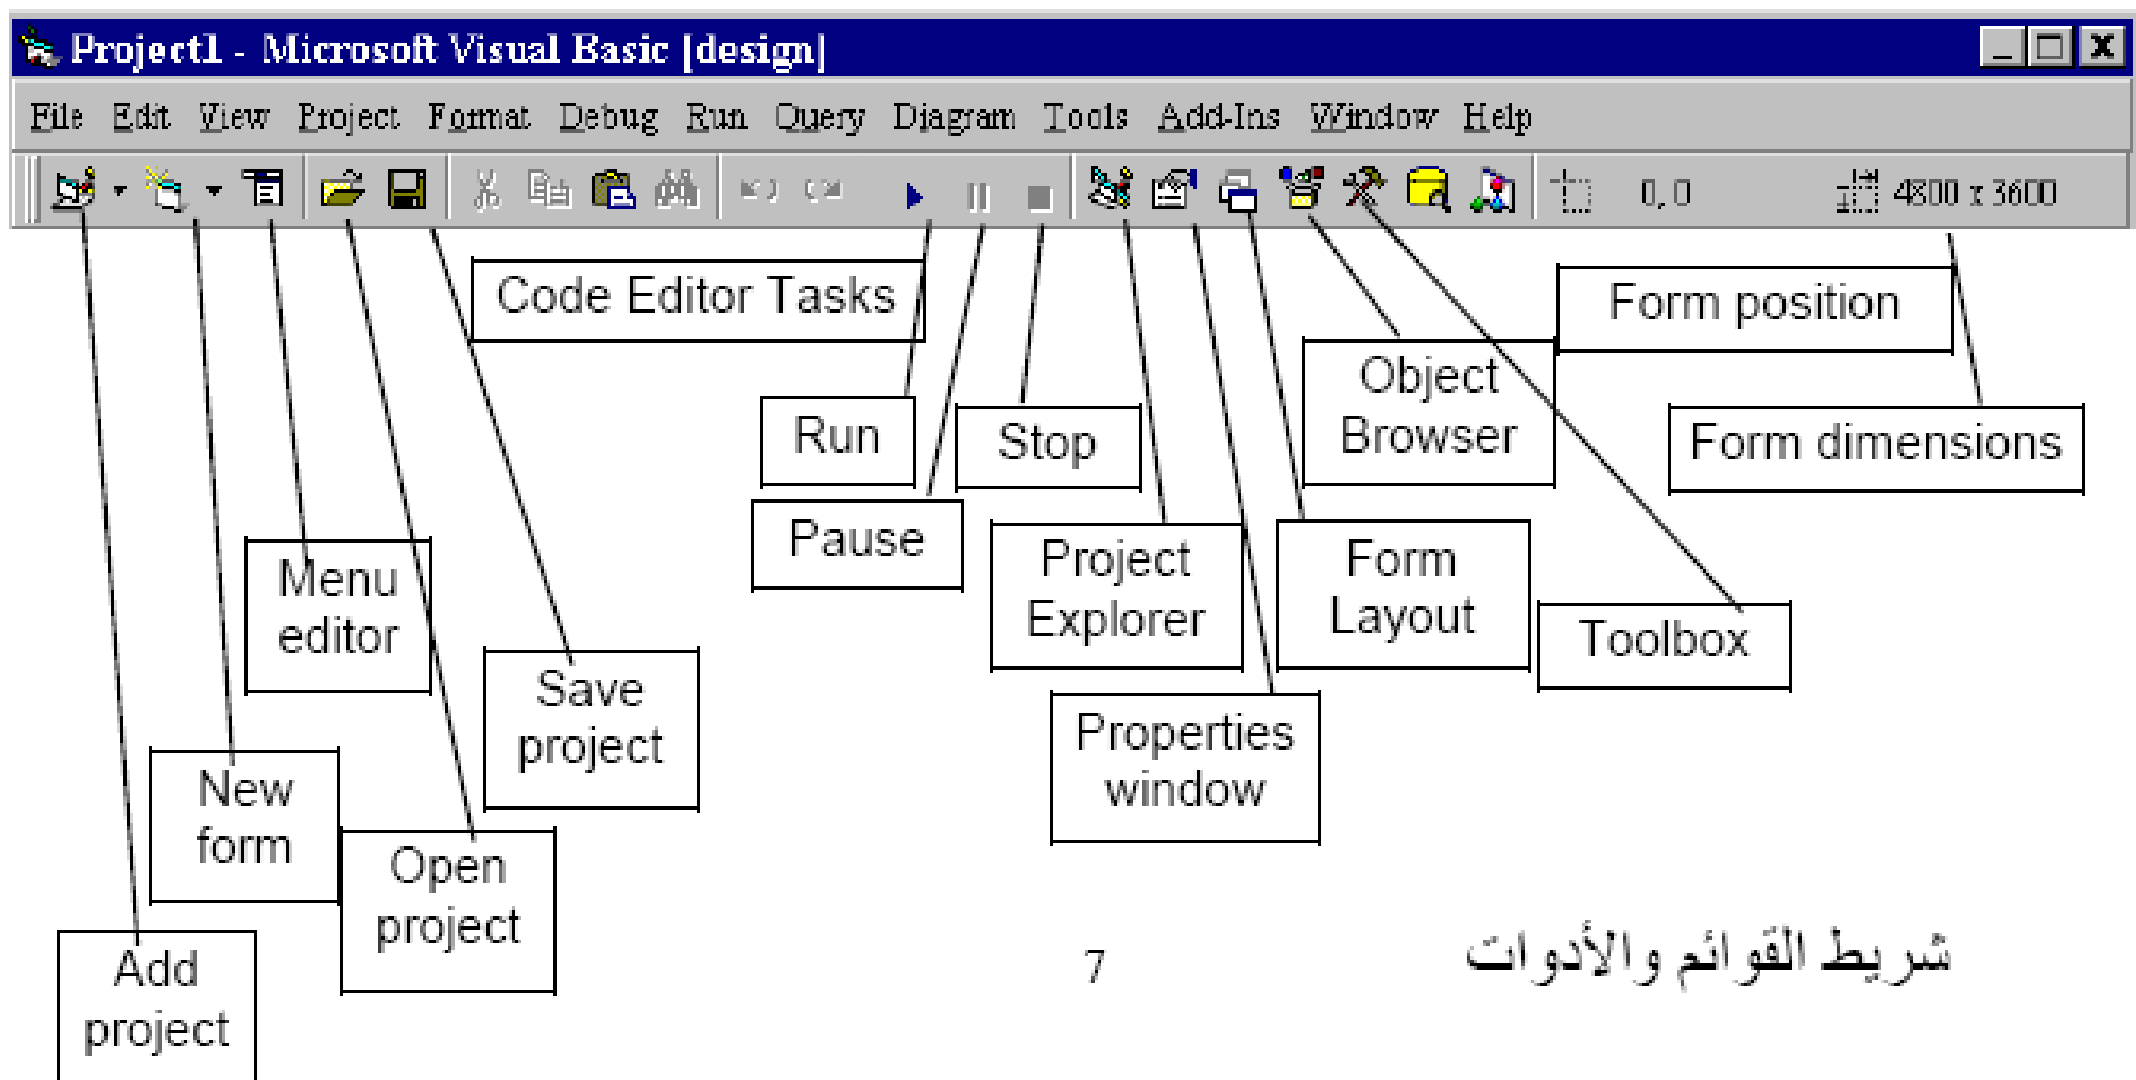 Project1 - Microsoft Visual Basic [design]
File Edit View Project Format Debug Run Query Diagram Tools Add-Ins Window Help
0, 0 4800 x 3600
Code Editor Tasks
Form position
Object
Browser
Run
Stop
Form dimensions
Pause
Project
Explorer
Form
Layout
Menu
editor
Toolbox
Save
project
Properties
window
New
form
Open
project
Add
project
7
شريط القوائم والأدوات